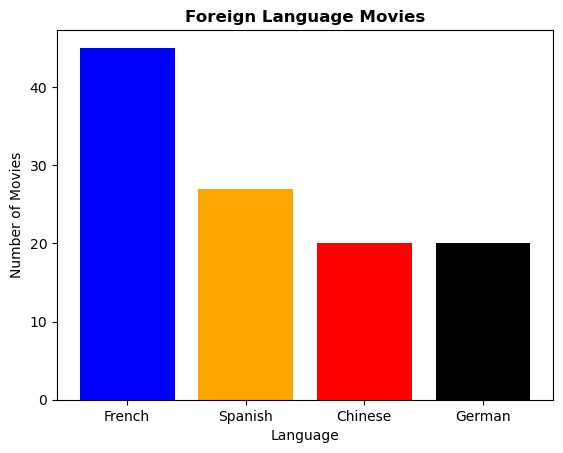 Foreign Language Movies
Number of Movies
40
30
20
10
0
French Spanish Chinese German
Language